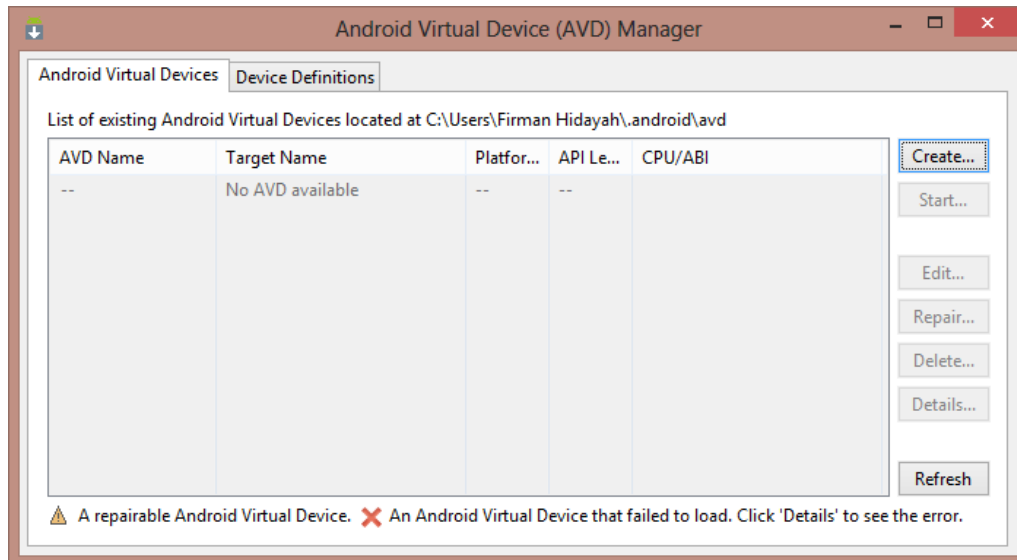 Android Virtual Device (AVD) Manager
Android Virtual Devices Device Definitions
List of existing Android Virtual Devices located at C:\Users\Firman Hidayah\.android\avd
AVD Name Target Name Platfor... API Le... CPU/ABI
-- No AVD available -- --
Create...
Start...
Edit...
Repair...
Delete...
Details...
Refresh
A repairable Android Virtual Device. An Android Virtual Device that failed to load. Click 'Details' to see the error.